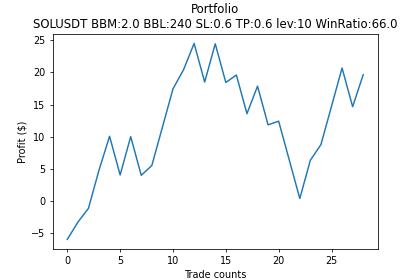 Portfolio
SOLUSDT BBM:2.0 BBL:240 SL:0.6 TP:0.6 lev:10 WinRatio:66.0
25
20
15
10
5
0
−5
Profit ($)
0 5 10 15 20 25
Trade counts